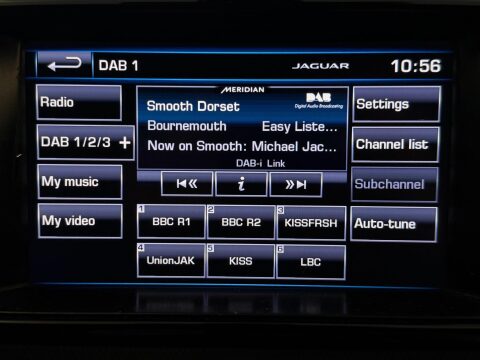 DAB 1
JAGUAR
10:56
Radio
DAB 1/2/3 +
My music
My video
MERIDIAN
DAB
Digital Audio Broadcasting
Smooth Dorset
Bournemouth Easy Liste...
Now on Smooth: Michael Jac...
DAB-i Link
i
1 BBC R1
2 BBC R2
3 KISSFRSH
4 UnionJAK
5 KISS
6 LBC
Settings
Channel list
Subchannel
Auto-tune